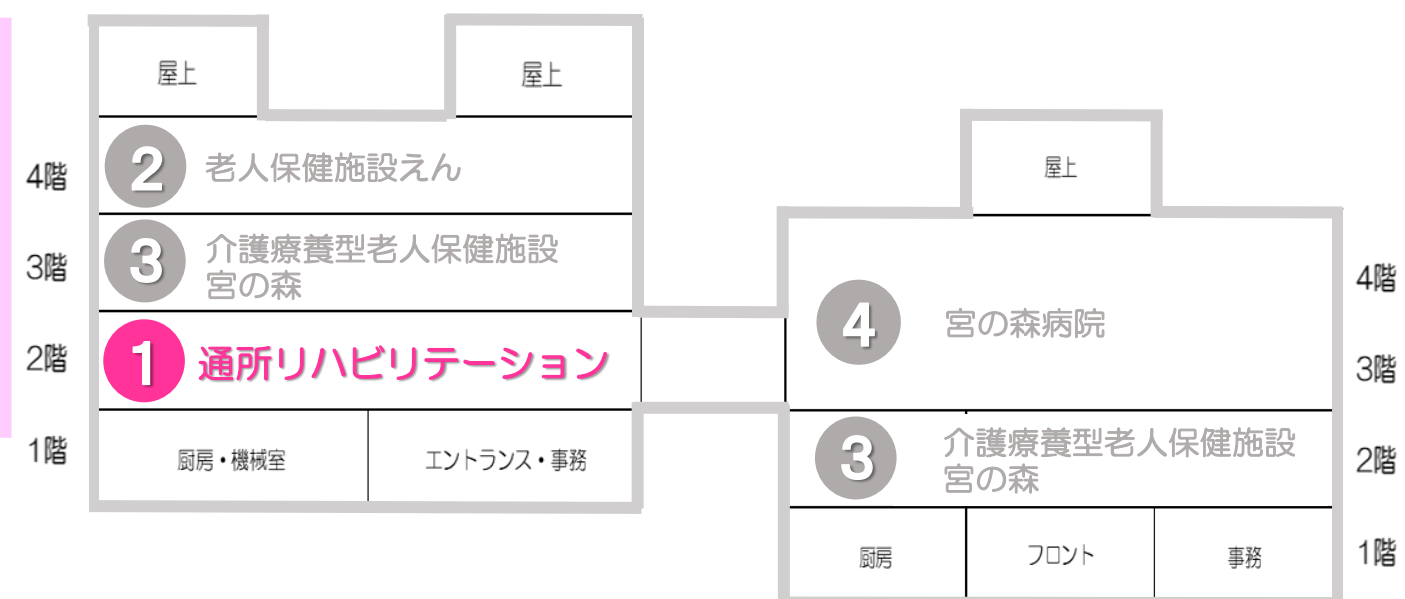 屋上
屋上
4階
2
老人保健施設えん
3階
3
介護療養型老人保健施設
宮の森
2階
1
通所リハビリテーション
1階
厨房・機械室
エントランス・事務
屋上
4
宮の森病院
4階
3階
3
介護療養型老人保健施設
宮の森
2階
厨房
フロント
事務
1階